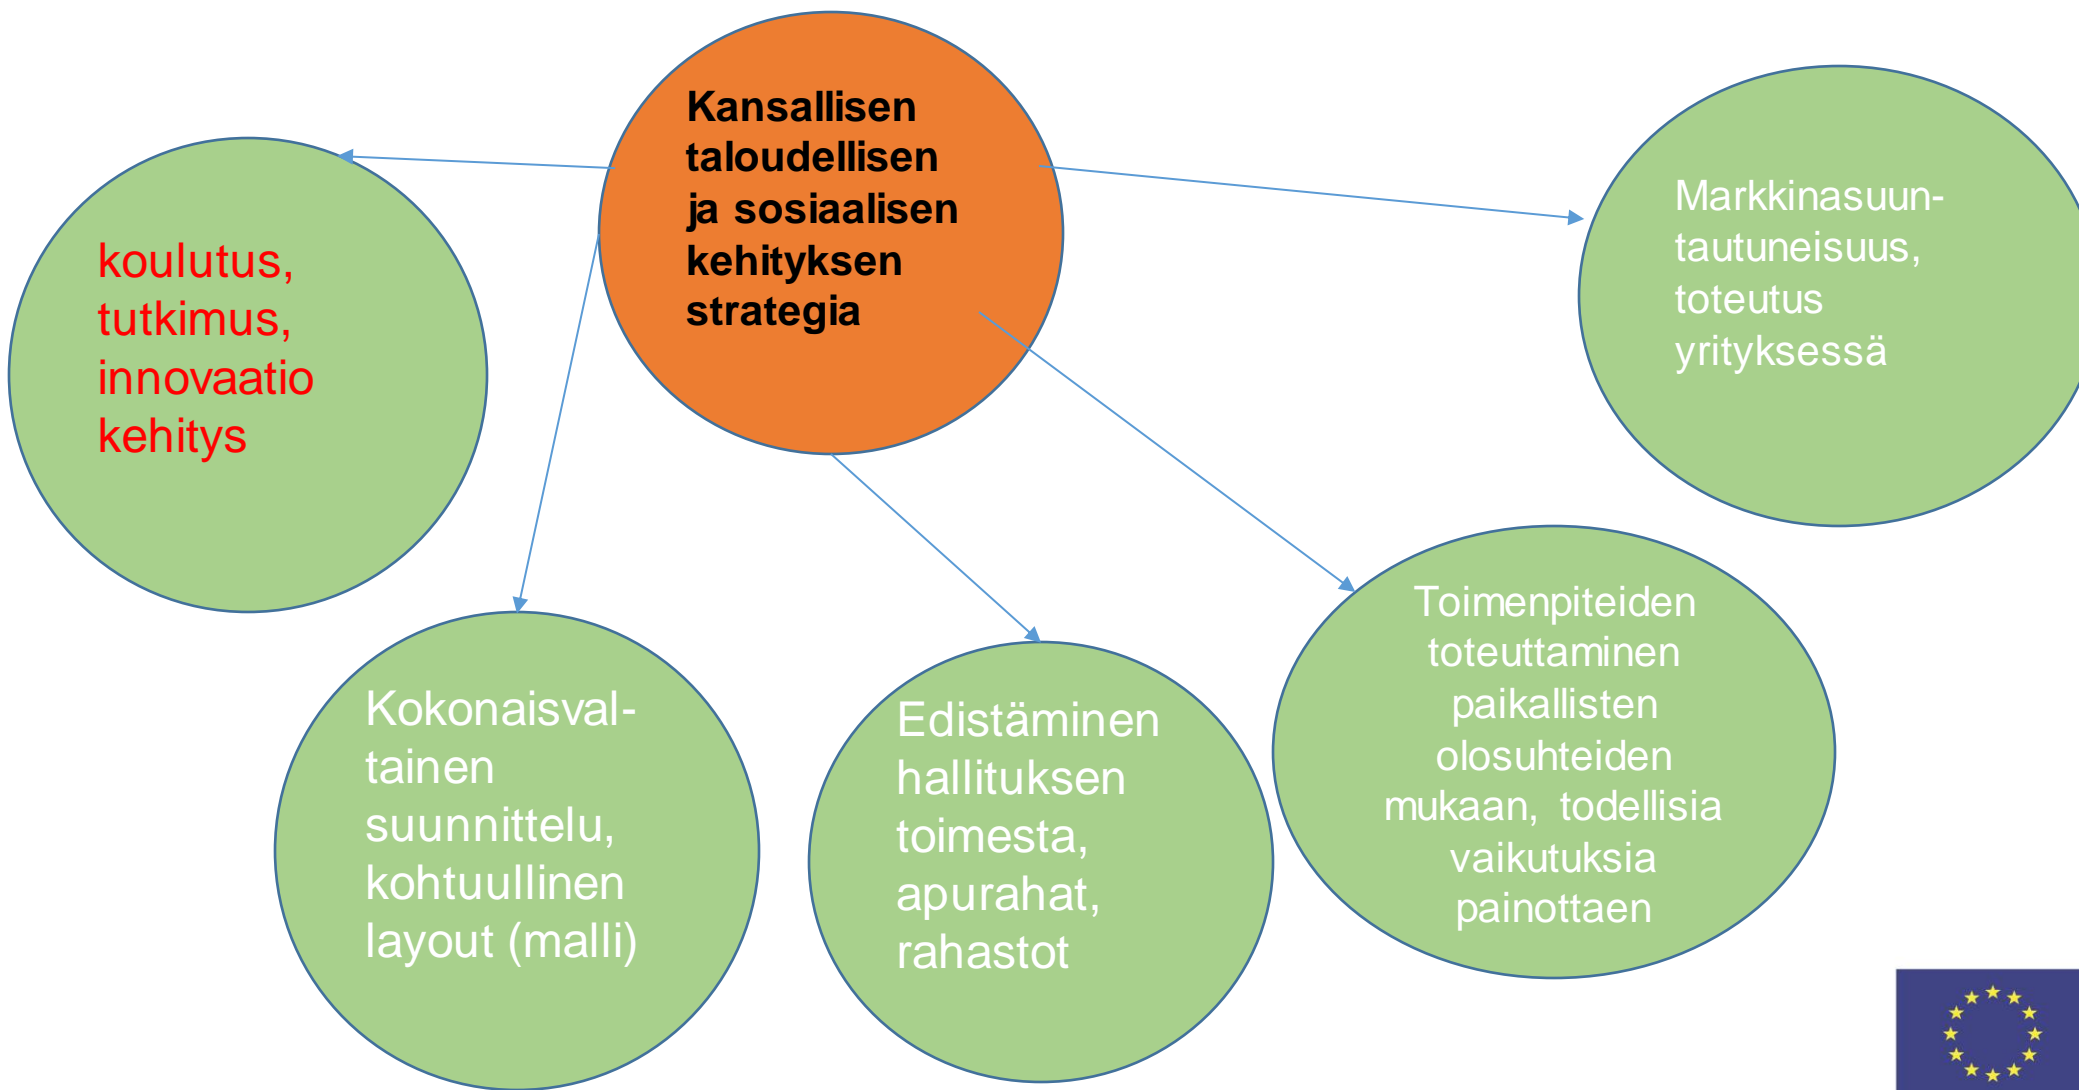 Kansallisen
taloudellisen
ja sosiaalisen
kehityksen
strategia
koulutus,
tutkimus,
innovaatio
kehitys
Markkinasuun-
tautuneisuus,
toteutus
yrityksessä
Kokonaisval-
tainen
suunnittelu,
kohtuullinen
layout (malli)
Edistäminen
hallituksen
toimesta,
apurahat,
rahastot
Toimenpiteiden
toteuttaminen
paikallisten
olosuhteiden
mukaan, todellisia
vaikutuksia
painottaen